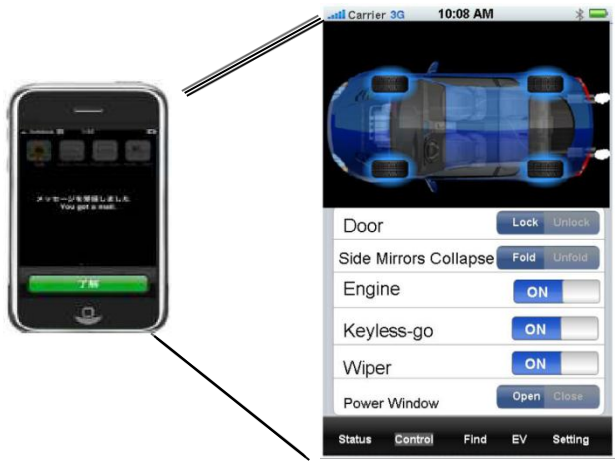 メッセージを受信しました
You got a mail.
了解
Carrier 3G 10:08 AM
Door Lock Unlock
Side Mirrors Collapse Fold Unfold
Engine ON
Keyless-go ON
Wiper ON
Power Window Open Close
Status Control Find EV Setting